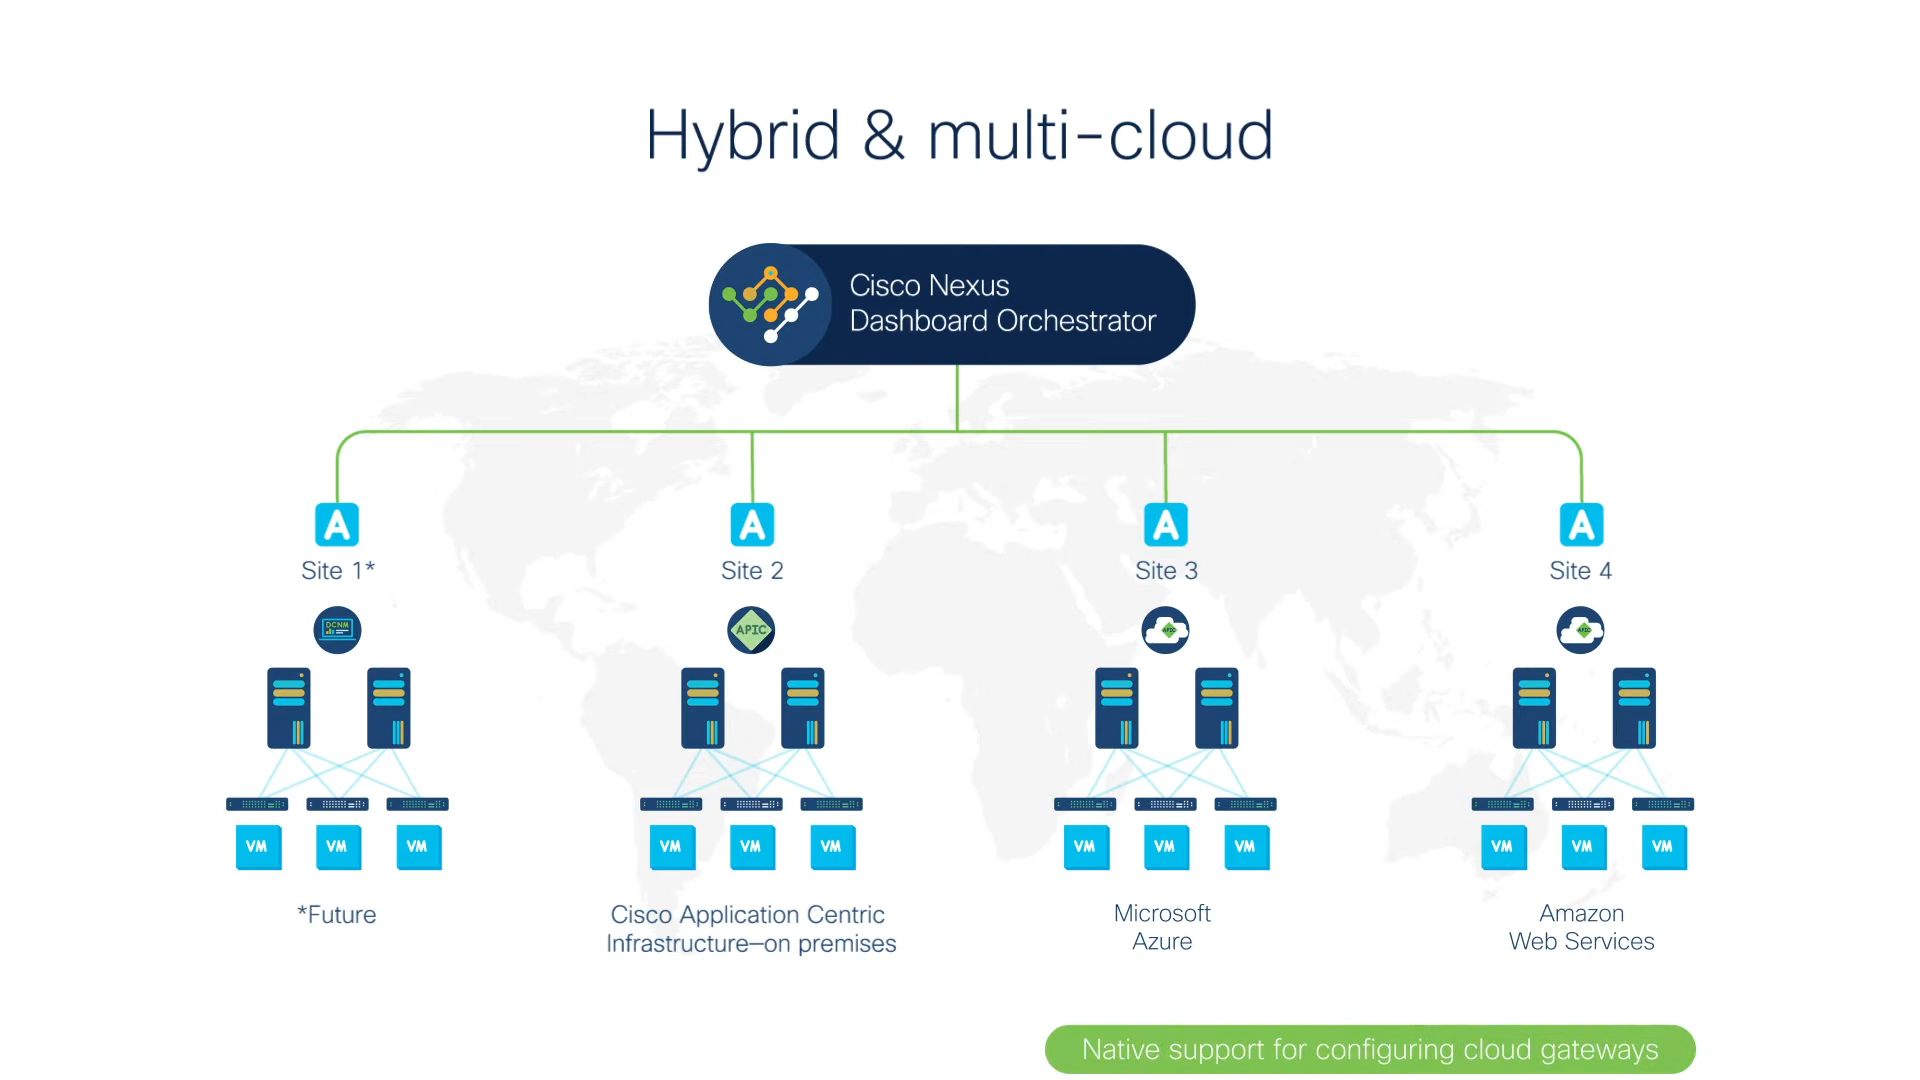 Hybrid & multi-cloud
Cisco Nexus
Dashboard Orchestrator
A
A
A
A
Site 1*
Site 2
Site 3
Site 4
DCNM
APIC
APIC
APIC
VM
VM
VM
VM
VM
VM
VM
VM
VM
VM
VM
VM
*Future
Cisco Application Centric
Infrastructure—on premises
Microsoft
Azure
Amazon
Web Services
Native support for configuring cloud gateways